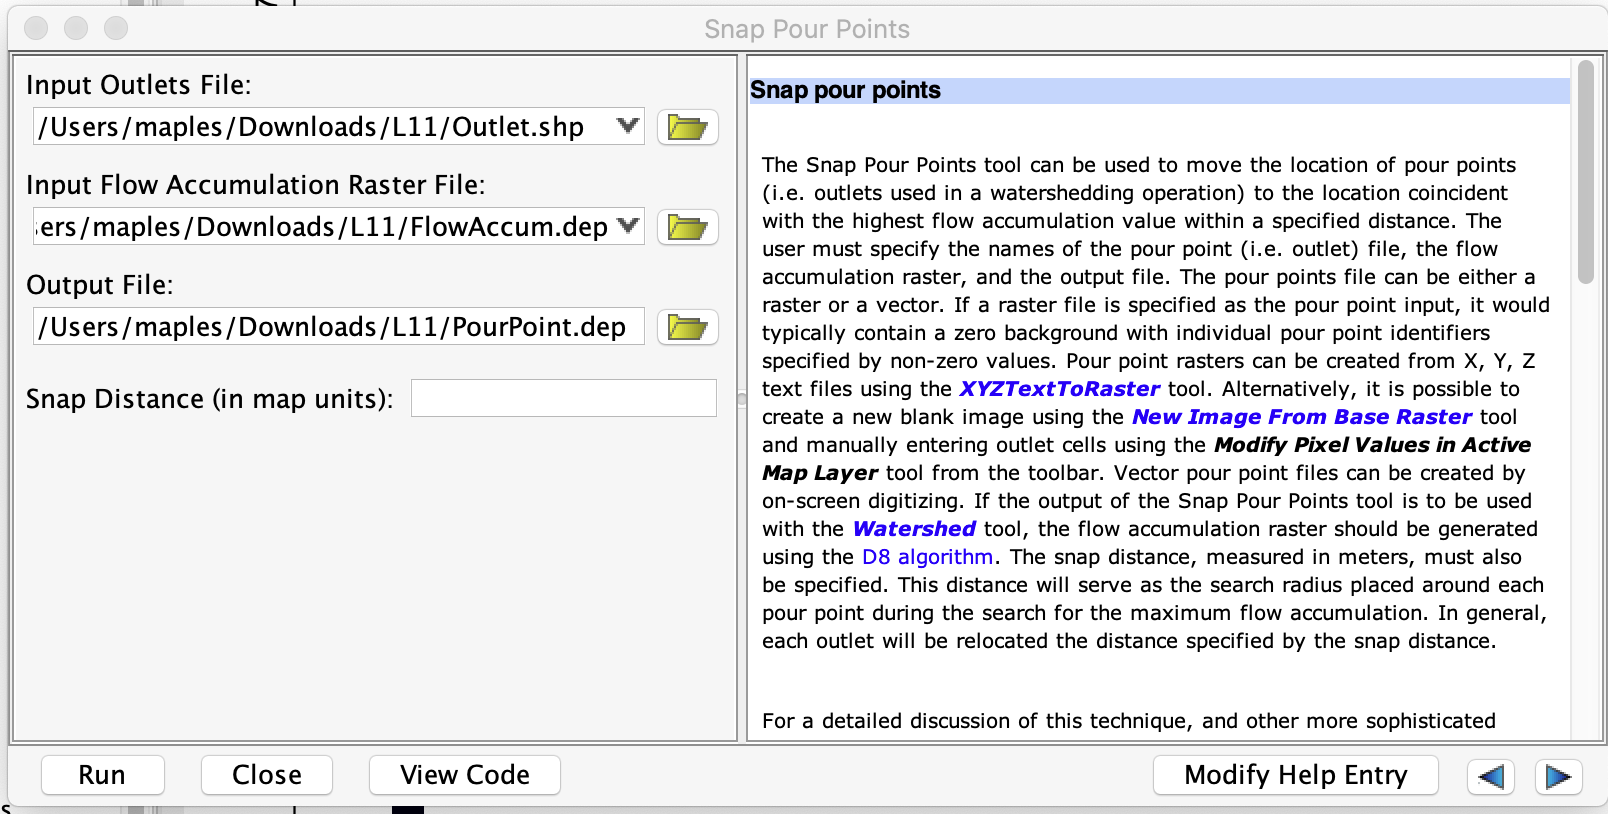 Snap Pour Points
Input Outlets File:
/Users/maples/Downloads/L11/Outlet.shp
Input Flow Accumulation Raster File:
sers/maples/Downloads/L11/FlowAccum.dep
Output File:
/Users/maples/Downloads/L11/PourPoint.dep
Snap Distance (in map units):
Snap pour points
The Snap Pour Points tool can be used to move the location of pour points
(i.e. outlets used in a watershedding operation) to the location coincident
with the highest flow accumulation value within a specified distance. The
user must specify the names of the pour point (i.e. outlet) file, the flow
accumulation raster, and the output file. The pour points file can be either a
raster or a vector. If a raster file is specified as the pour point input, it would
typically contain a zero background with individual pour point identifiers
specified by non-zero values. Pour point rasters can be created from X, Y, Z
text files using the XYZTextToRaster tool. Alternatively, it is possible to
create a new blank image using the New Image From Base Raster tool
and manually entering outlet cells using the Modify Pixel Values in Active
Map Layer tool from the toolbar. Vector pour point files can be created by
on-screen digitizing. If the output of the Snap Pour Points tool is to be used
with the Watershed tool, the flow accumulation raster should be generated
using the D8 algorithm. The snap distance, measured in meters, must also
be specified. This distance will serve as the search radius placed around each
pour point during the search for the maximum flow accumulation. In general,
each outlet will be relocated the distance specified by the snap distance.
For a detailed discussion of this technique, and other more sophisticated
Run
Close
View Code
Modify Help Entry
s